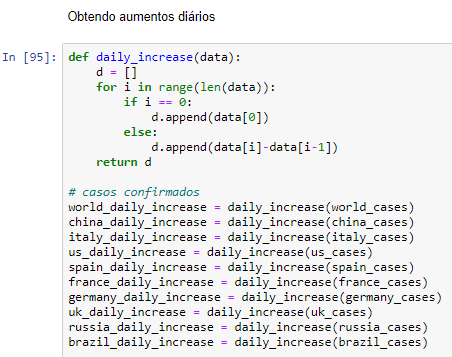 Obtendo aumentos diários
In [95]: def daily_increase(data):
    d = []
    for i in range(len(data)):
        if i == 0:
            d.append(data[0])
        else:
            d.append(data[i]-data[i-1])
    return d
# casos confirmados
world_daily_increase = daily_increase(world_cases)
china_daily_increase = daily_increase(china_cases)
italy_daily_increase = daily_increase(italy_cases)
us_daily_increase = daily_increase(us_cases)
spain_daily_increase = daily_increase(spain_cases)
france_daily_increase = daily_increase(france_cases)
germany_daily_increase = daily_increase(germany_cases)
uk_daily_increase = daily_increase(uk_cases)
russia_daily_increase = daily_increase(russia_cases)
brazil_daily_increase = daily_increase(brazil_cases)